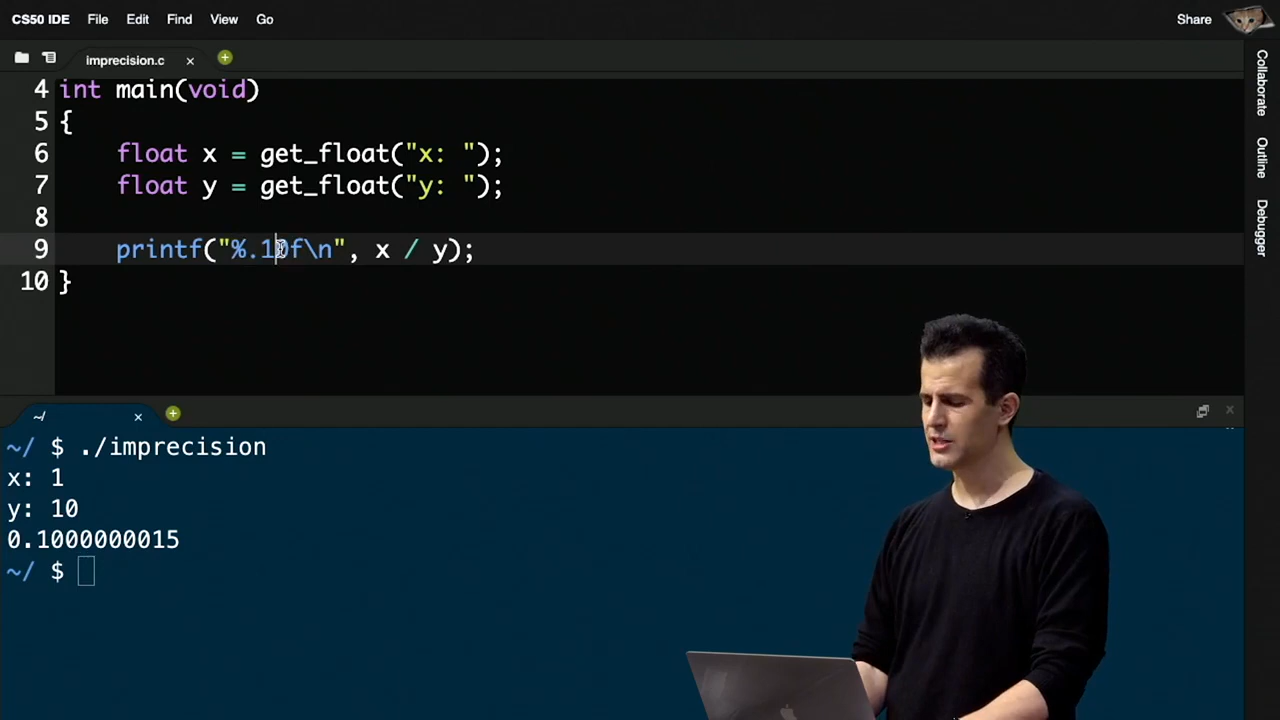 CS50 IDE File Edit Find View Go Share
imprecision.c
4 int main(void)
5 {
6 float x = get_float("x: ");
7 float y = get_float("y: ");
8
9 printf("%.10f\n", x / y);
10 }
Collaborate
Outline
Debugger
~/
~/ $ ./imprecision
x: 1
y: 10
0.1000000015
~/ $